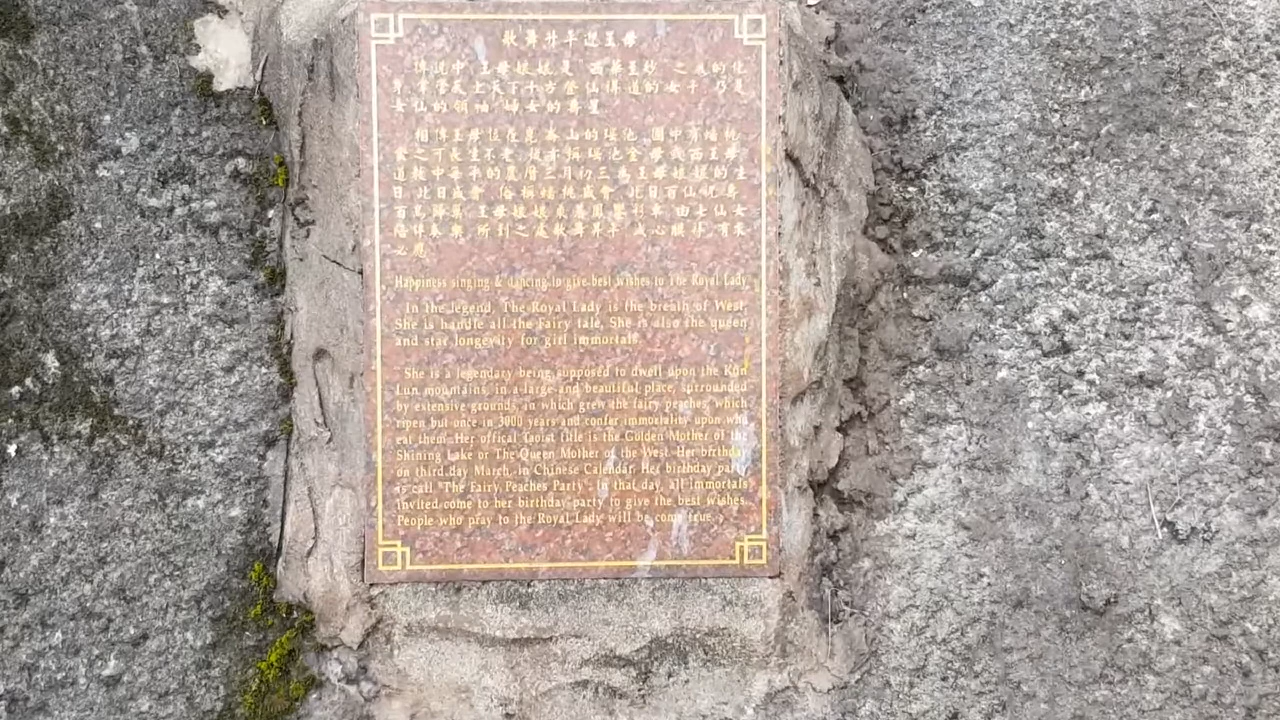 歌舞廾平迎王母
傳說中 王母娘娘是 西華至妙 之氣的化
身 掌管天上天下十方登仙得道的女子 乃是
女仙的領袖 婦女的壽星
相傳王母位在崑崙山的瑤池 園中有蟠桃
食之可長生不老 故亦稱瑤池金母或西王母
道教中每年的農曆三月初三為王母娘娘的生
日 此日盛會 俗稱蟠桃盛會 此日百仙祝壽
百鳥 王母娘娘乘著鳳 彩車 由七仙女
陪伴奏樂 所到之處歌舞昇平 誠心膜拜 有求
必應
Happiness singing & dancing to give best wishes to The Royal Lady
In the legend, The Royal Lady is the breath of West,
She is handle all the Fairy tale, She is also the queen
and star longevity for girl immortals.
She is a legendary being supposed to dwell upon the Kun
Lun mountains, in a large and beautiful place, surrounded
by extensive grounds, in which grew the fairy peaches, which
ripen but once in 3000 years and confer immortality upon who
eat them. Her offical Taoist title is the Golden Mother of the
Shining Lake or The Queen Mother of the West. Her birthday
on third day March, in Chinese Calendar. Her birthday party
is call "The Fairy Peaches Party". In that day, all immortals
invited come to her birthday party to give the best wishes.
People who pray to the Royal Lady will be come true.